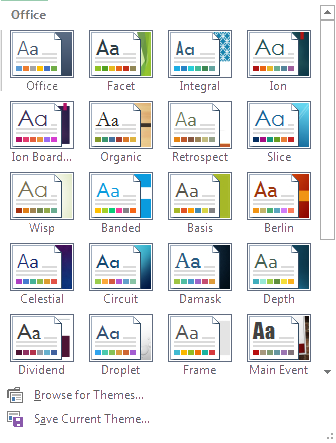 Office
Aa Aa Aa Aa
Office Facet Integral Ion
Aa Aa Aa Aa
Ion Board... Organic Retrospect Slice
Aa Aa Aa Aa
Wisp Banded Basis Berlin
Aa Aa Aa Aa
Celestial Circuit Damask Depth
Aa Aa Aa Aa
Dividend Droplet Frame Main Event
Browse for Themes...
Save Current Theme...